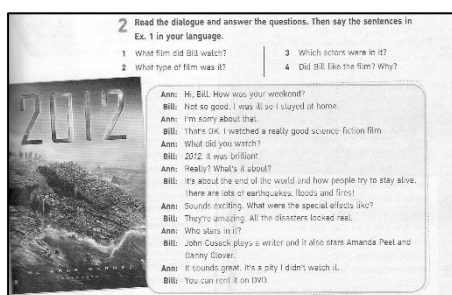 2 Read the dialogue and answer the questions. Then say the sentences in
Ex. 1 in your language.
1 What film did Bill watch?
2 What type of film was it?
3 Which actors were in it?
4 Did Bill like the film? Why?
2012
Ann: Hi, Bill. How was your weekend?
Bill: Not so good. I was ill so I stayed at home.
Ann: I'm sorry about that.
Bill: That's OK. I watched a really good science-fiction film.
Ann: What did you watch?
Bill: 2012. It was brilliant.
Ann: Really? What's it about?
Bill: It's about the end of the world and how people try to stay alive.
There are lots of earthquakes, floods and fires!
Ann: Sounds exciting. What were the special effects like?
Bill: They're amazing. All the disasters looked real.
Ann: Who stars in it?
Bill: John Cusack plays a writer and it also stars Amanda Peel and
Danny Glover.
Ann: It sounds great. It's a pity I didn't watch it.
Bill: You can rent it on DVD.
WE WERE WARNED